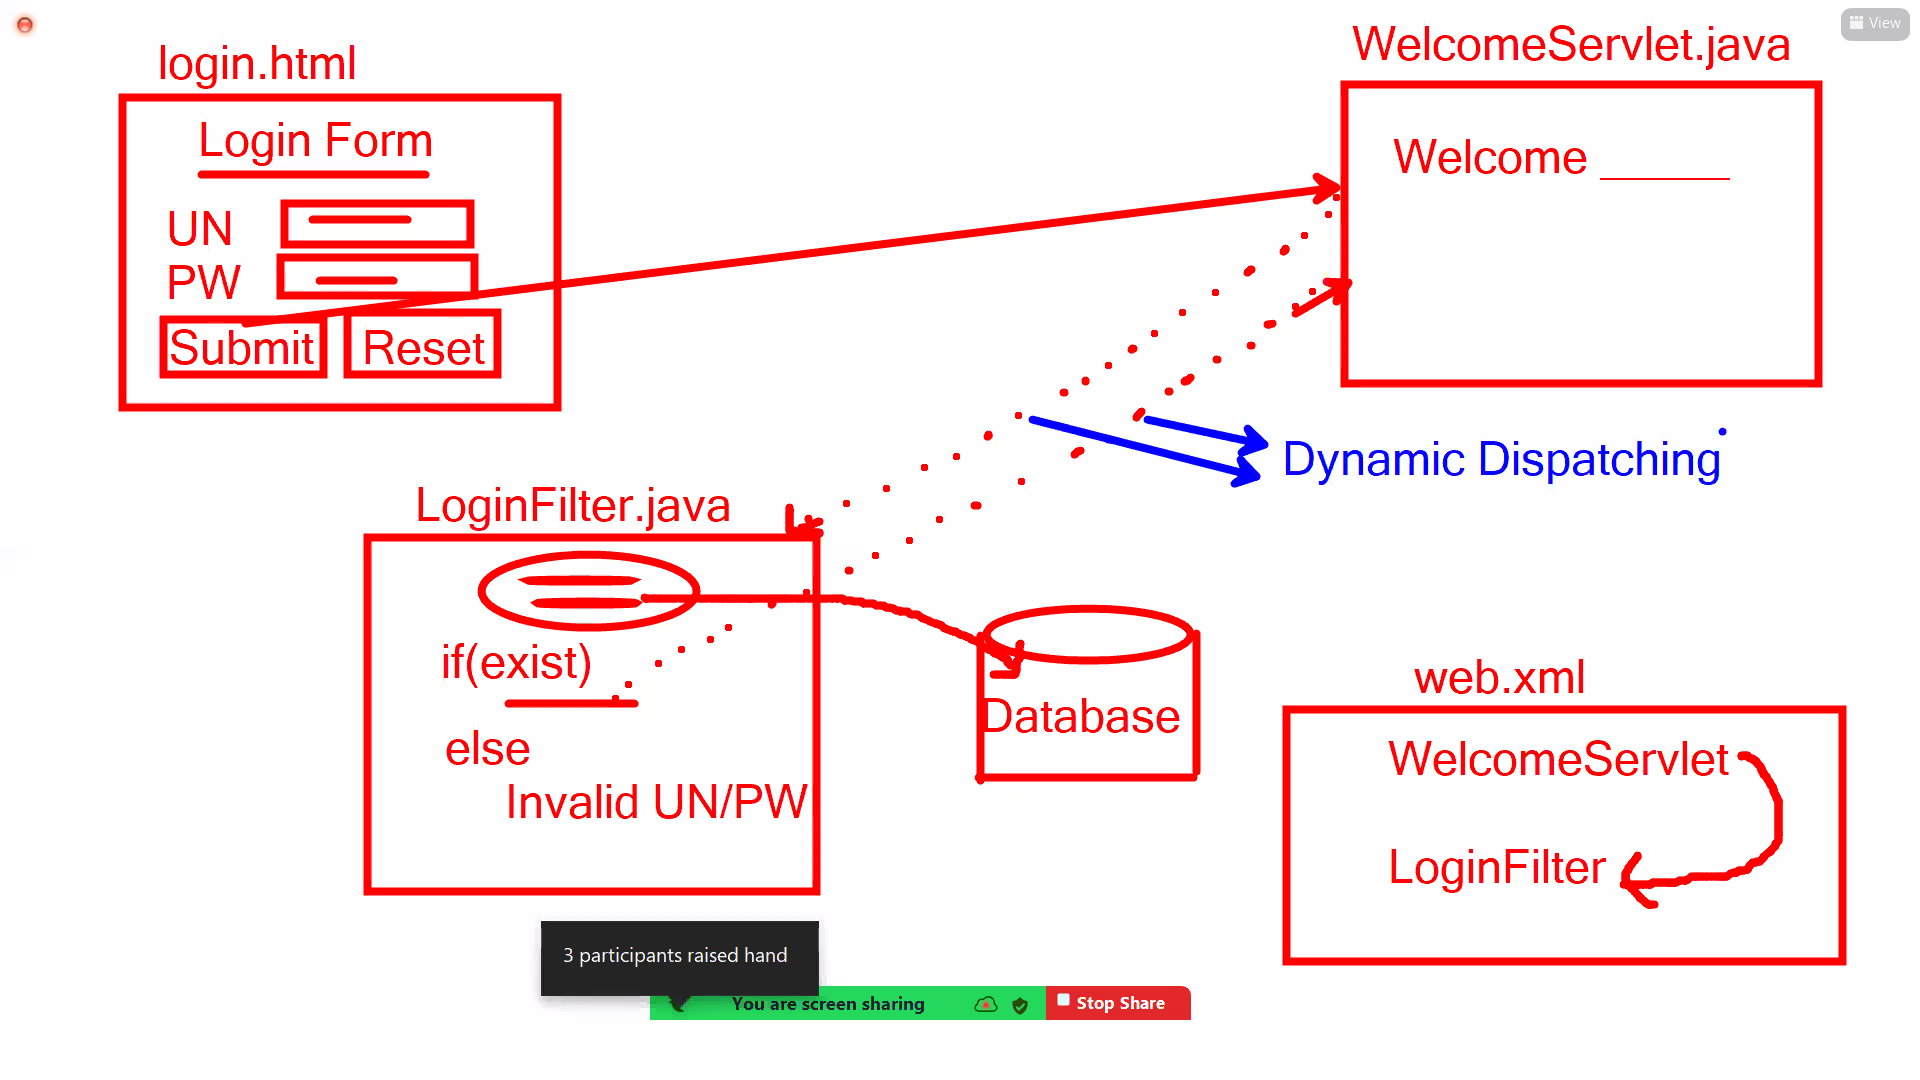 View
login.html
Login Form
UN
PW
Submit Reset
WelcomeServlet.java
Welcome ______
Dynamic Dispatching
LoginFilter.java
if(exist)
else
Invalid UN/PW
Database
web.xml
WelcomeServlet
LoginFilter
3 participants raised hand
You are screen sharing
Stop Share